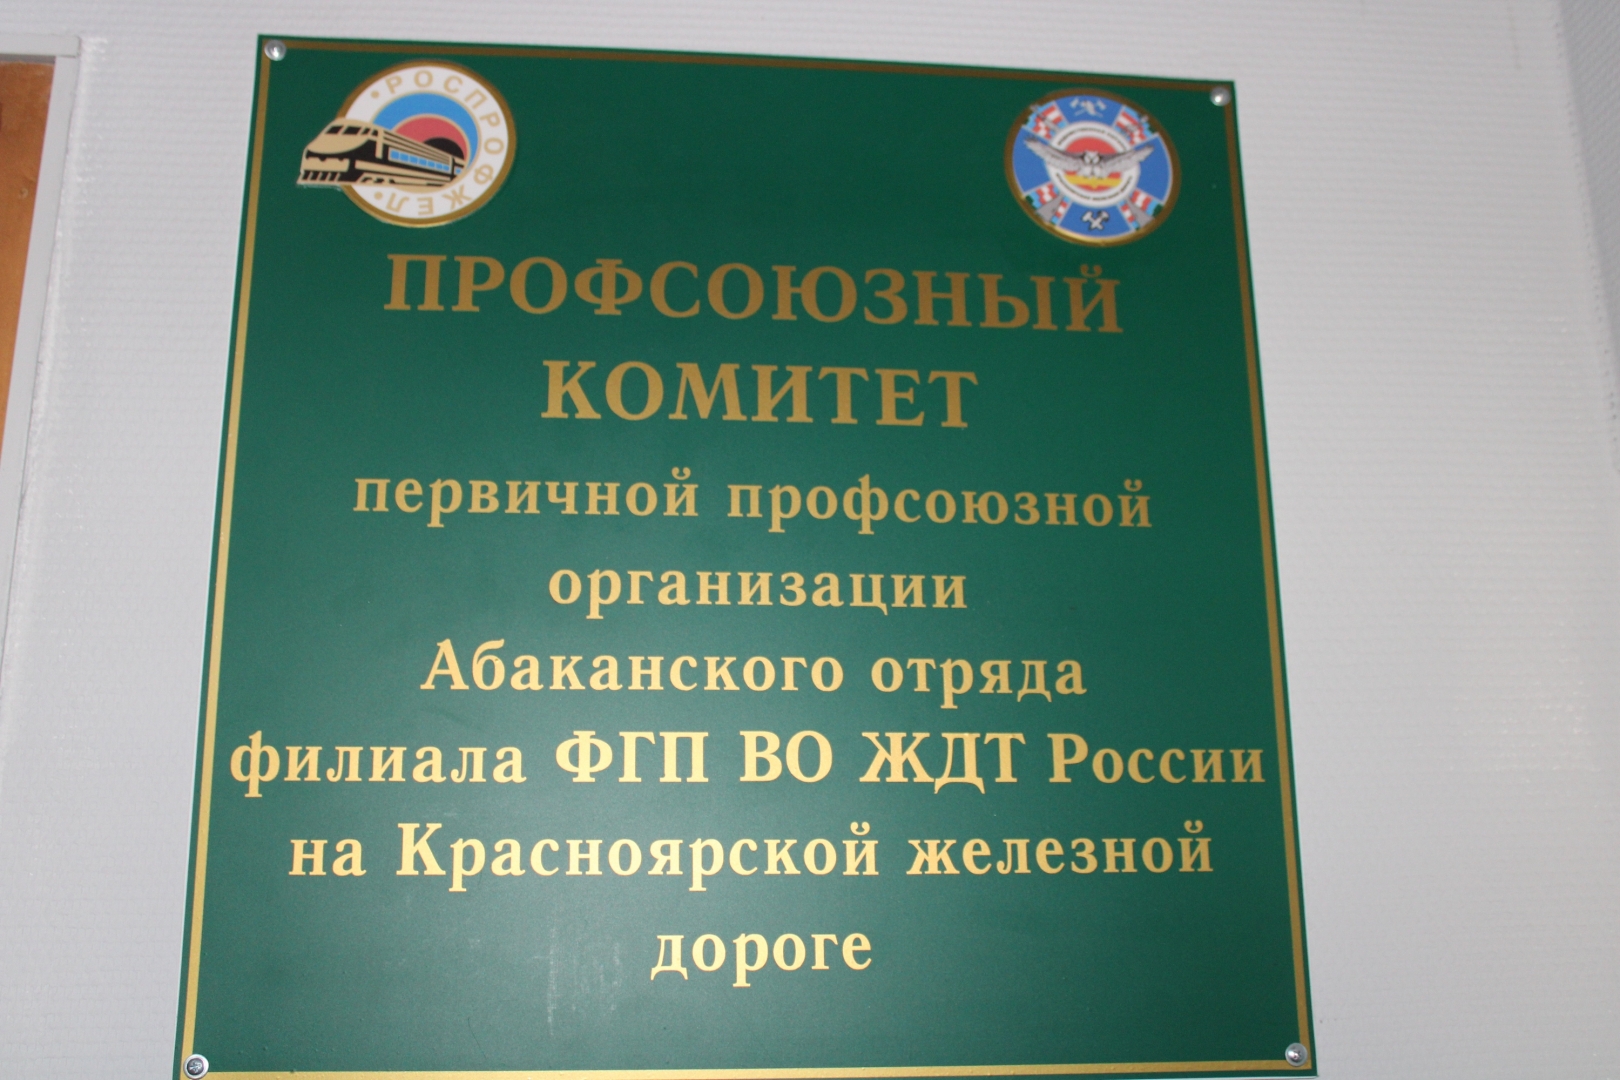 РОСПРОФЖЕЛ
ПРОФСОЮЗНЫЙ
КОМИТЕТ
первичной профсоюзной
организации
Абаканского отряда
филиала ФГП ВО ЖДТ России
на Красноярской железной
дороге